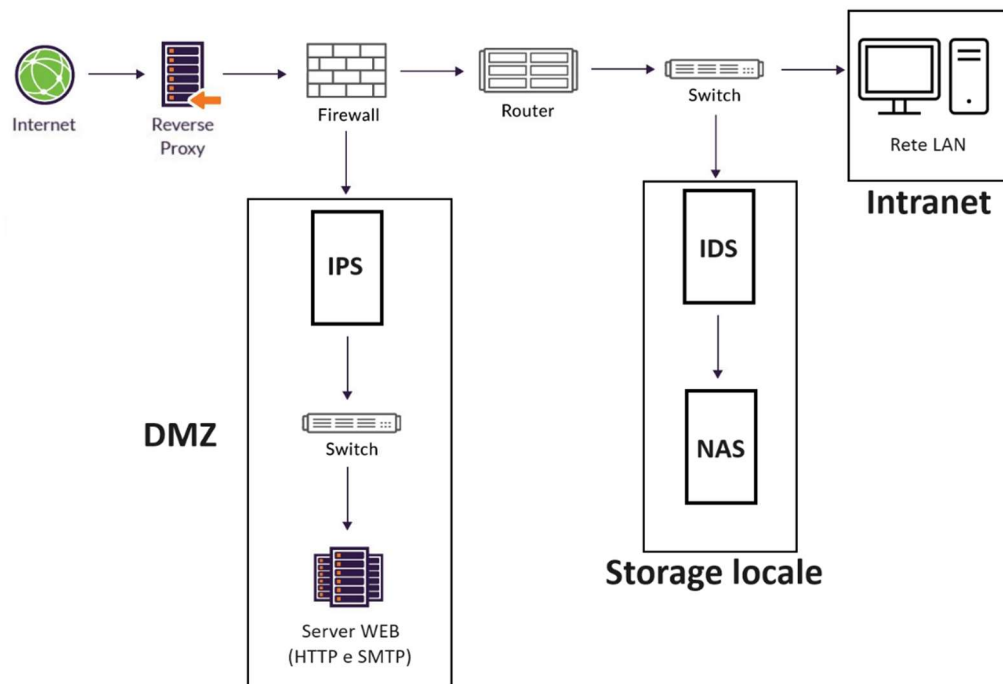 Internet
Reverse
Proxy
Firewall
Router
Switch
Rete LAN
Intranet
IPS
Switch
Server WEB
(HTTP e SMTP)
DMZ
IDS
NAS
Storage locale